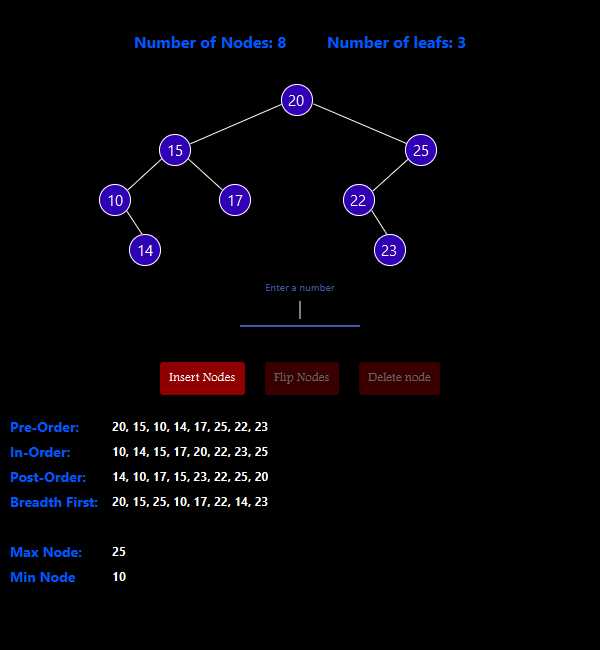 Number of Nodes: 8 Number of leafs: 3
20
15 25
10 17 22
14 23
Enter a number
Insert Nodes Flip Nodes Delete node
Pre-Order: 20, 15, 10, 14, 17, 25, 22, 23
In-Order: 10, 14, 15, 17, 20, 22, 23, 25
Post-Order: 14, 10, 17, 15, 23, 22, 25, 20
Breadth First: 20, 15, 25, 10, 17, 22, 14, 23
Max Node: 25
Min Node 10